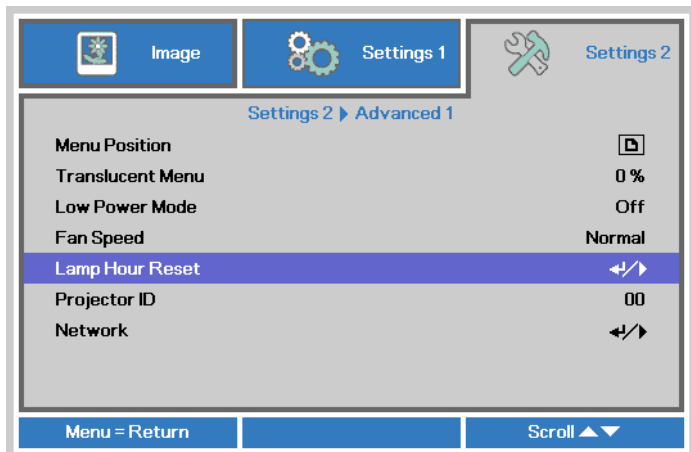 Image
Settings 1
Settings 2
Settings 2 Advanced 1
Menu Position
Translucent Menu 0 %
Low Power Mode Off
Fan Speed Normal
Lamp Hour Reset
Projector ID 00
Network
Menu = Return
Scroll